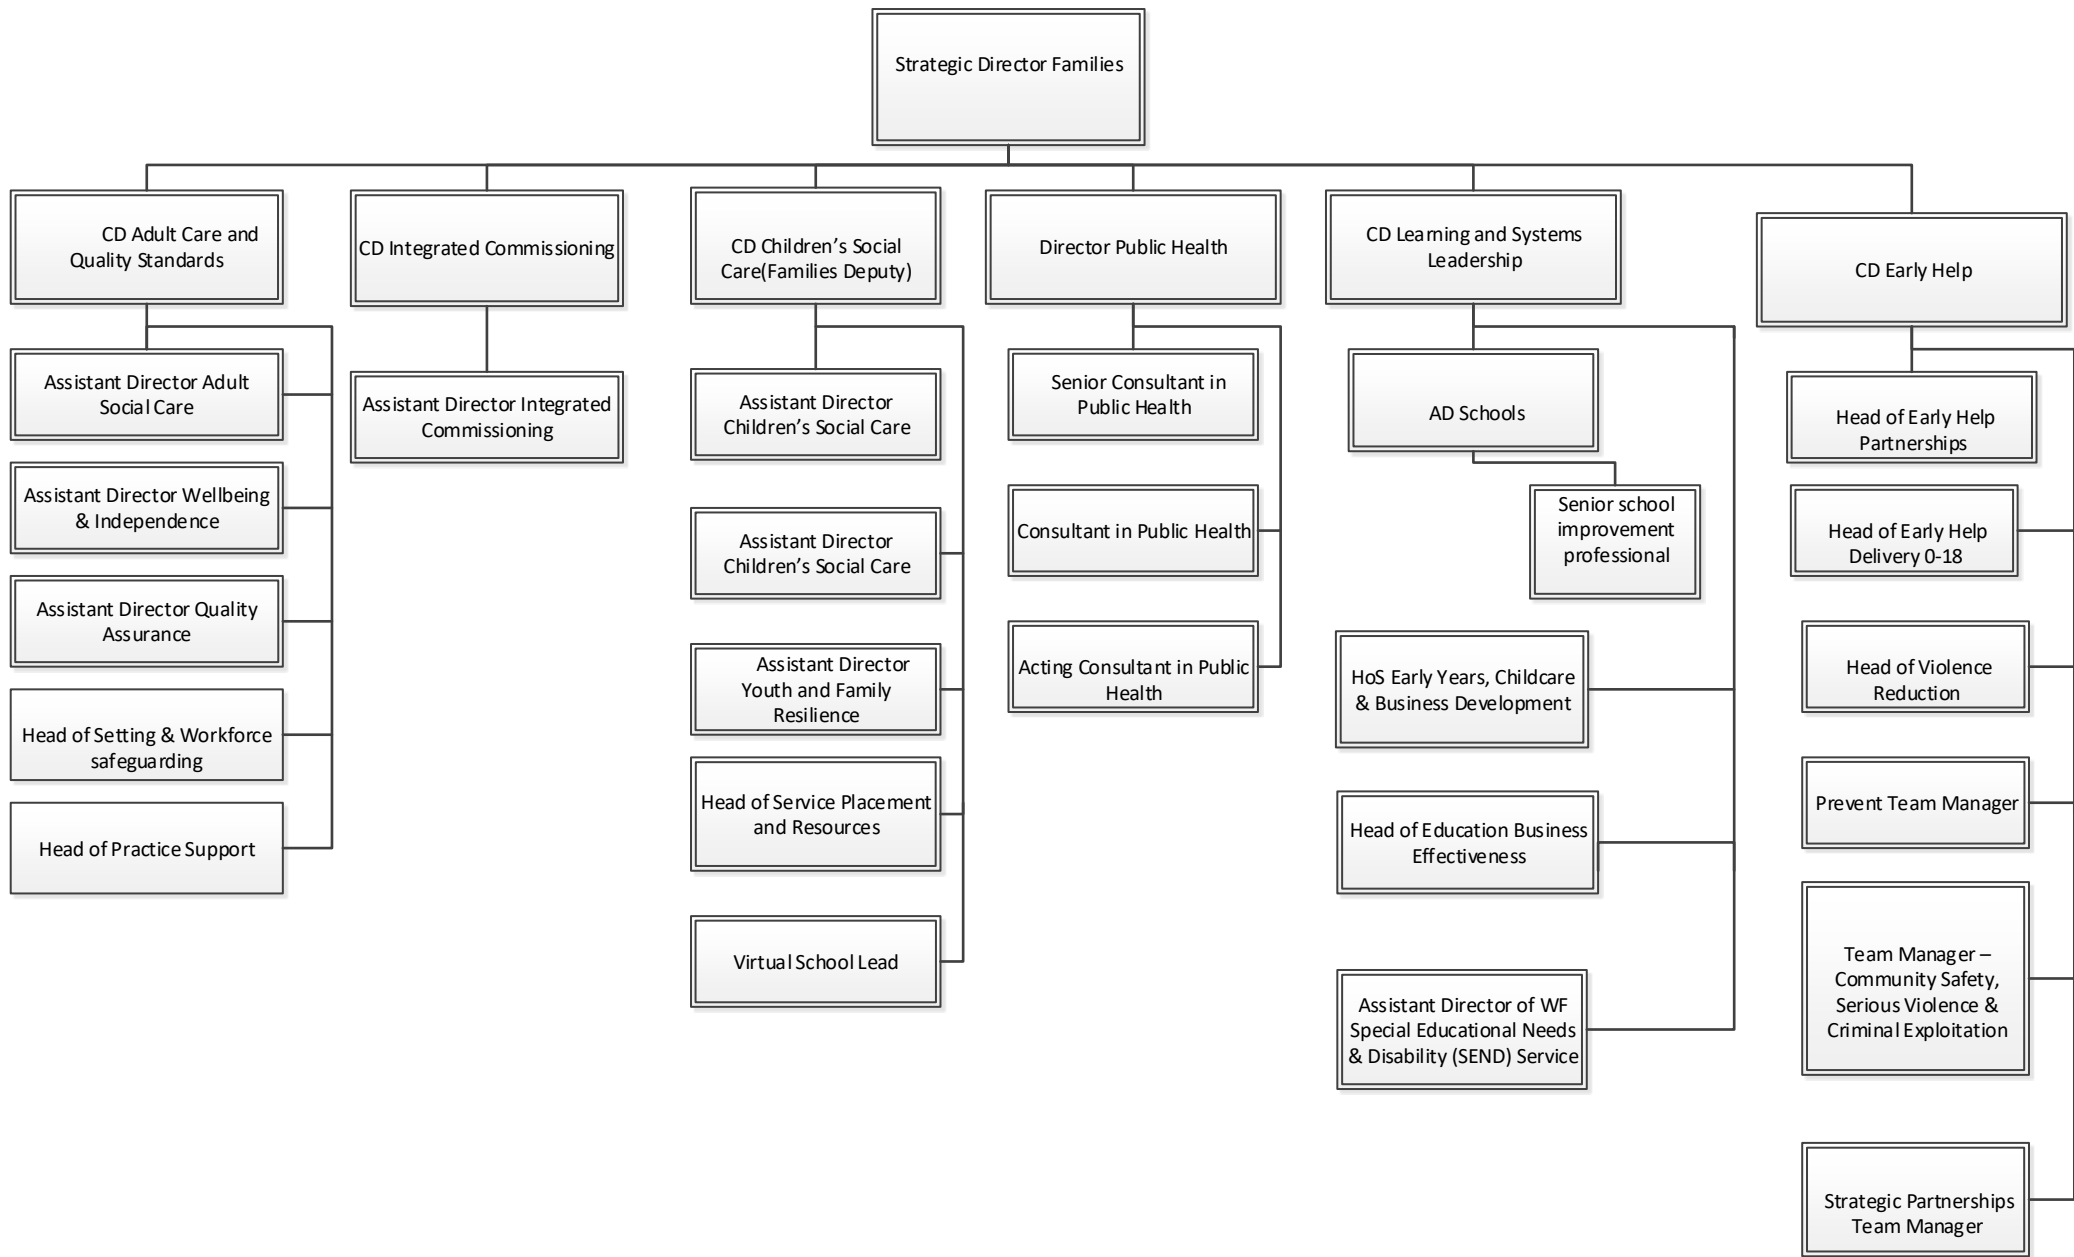 Strategic Director Families
CD Adult Care and
Quality Standards
CD Integrated Commissioning
CD Children’s Social
Care(Families Deputy)
Director Public Health
CD Learning and Systems
Leadership
CD Early Help
Assistant Director Adult
Social Care
Assistant Director Wellbeing
& Independence
Assistant Director Quality
Assurance
Head of Setting & Workforce
safeguarding
Head of Practice Support
Assistant Director Integrated
Commissioning
Assistant Director
Children’s Social Care
Assistant Director
Children’s Social Care
Assistant Director
Youth and Family
Resilience
Head of Service Placement
and Resources
Virtual School Lead
Senior Consultant in
Public Health
Consultant in Public Health
Acting Consultant in Public
Health
AD Schools
Senior school
improvement
professional
HoS Early Years, Childcare
& Business Development
Head of Education Business
Effectiveness
Assistant Director of WF
Special Educational Needs
& Disability (SEND) Service
Head of Early Help
Partnerships
Head of Early Help
Delivery 0-18
Head of Violence
Reduction
Prevent Team Manager
Team Manager –
Community Safety,
Serious Violence &
Criminal Exploitation
Strategic Partnerships
Team Manager